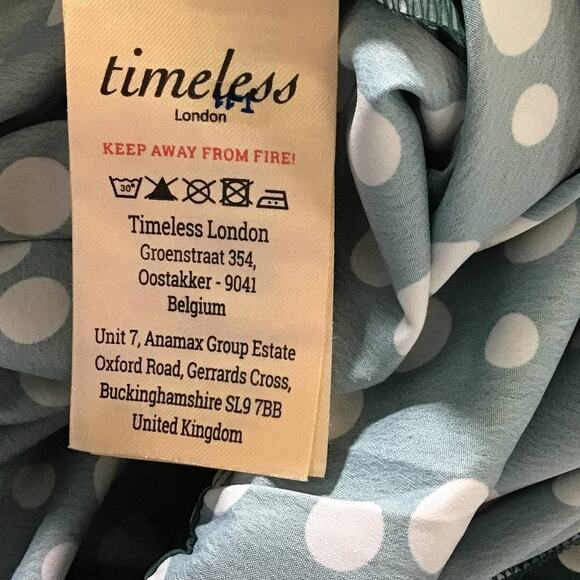 timeless
London
KEEP AWAY FROM FIRE!
30°
Timeless London
Groenstraat 354,
Oostakker - 9041
Belgium
Unit 7, Anamax Group Estate
Oxford Road, Gerrards Cross,
Buckinghamshire SL9 7BB
United Kingdom